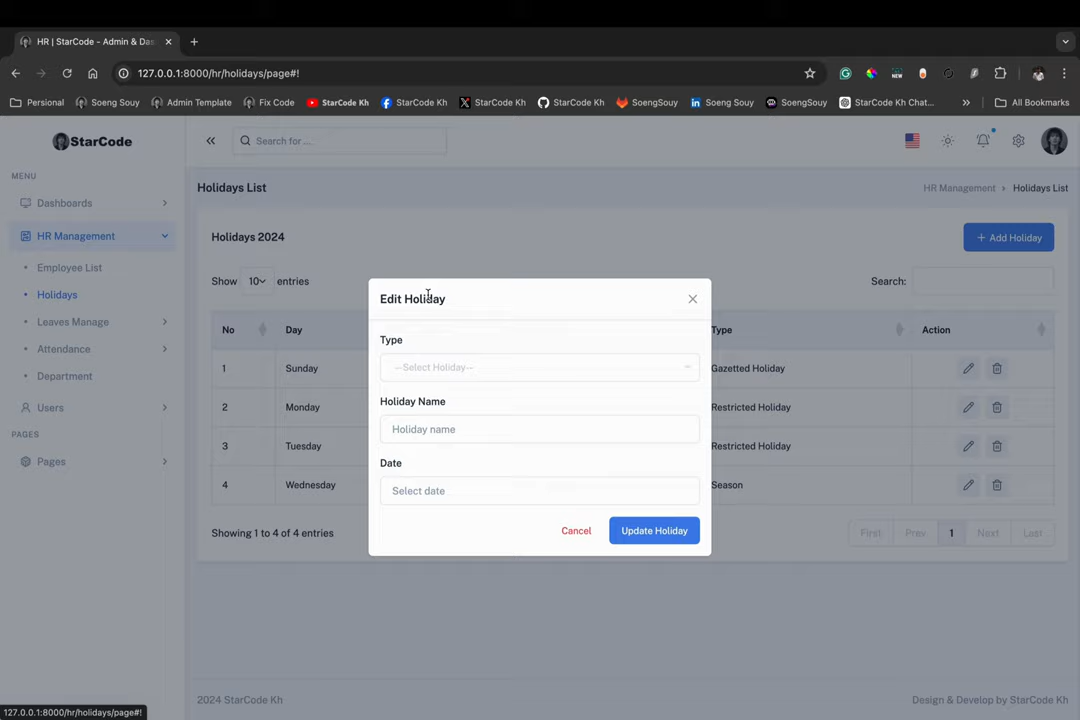 HR | StarCode - Admin & Das
127.0.0.1:8000/hr/holidays/page#!
NEW
Persional
Soeng Souy
Admin Template
Fix Code
StarCode Kh
StarCode Kh
StarCode Kh
StarCode Kh
SoengSouy
Soeng Souy
SoengSouy
StarCode Kh Chat...
All Bookmarks
StarCode
Search for ...
MENU
Dashboards
HR Management
Employee List
Holidays
Leaves Manage
Attendance
Department
Users
PAGES
Pages
Holidays List
HR Management
Holidays List
Holidays 2024
Add Holiday
Show 10 entries
Search:
No
Day
Type
Action
1
Sunday
Gazetted Holiday
2
Monday
Restricted Holiday
3
Tuesday
Restricted Holiday
4
Wednesday
Season
Showing 1 to 4 of 4 entries
First
Prev
1
Next
Last
Edit Holiday
Type
--Select Holiday--
Holiday Name
Holiday name
Date
Select date
Cancel
Update Holiday
2024 StarCode Kh
Design & Develop by StarCode Kh
127.0.0.1:8000/hr/holidays/page#!